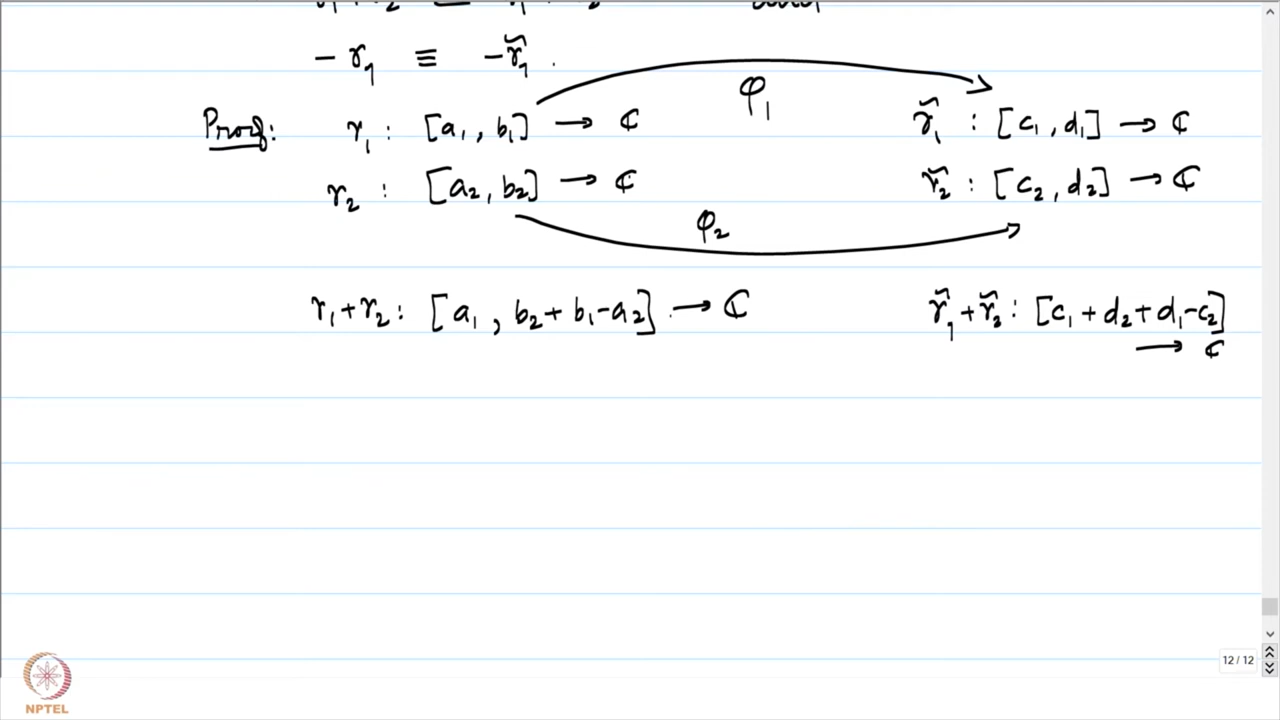 - γ₁ ≡ - γ̃₁ .
Proof: γ₁ : [a₁ , b₁] → ℂ φ₁ γ̃₁ : [c₁ , d₁] → ℂ
γ₂ : [a₂ , b₂] → ℂ γ̃₂ : [c₂ , d₂] → ℂ
φ₂
γ₁ + γ₂ : [a₁ , b₂ + b₁ - a₂] → ℂ γ̃₁ + γ̃₂ : [c₁ + d₂ + d₁ - c₂]
→ ℂ
12 / 12
NPTEL